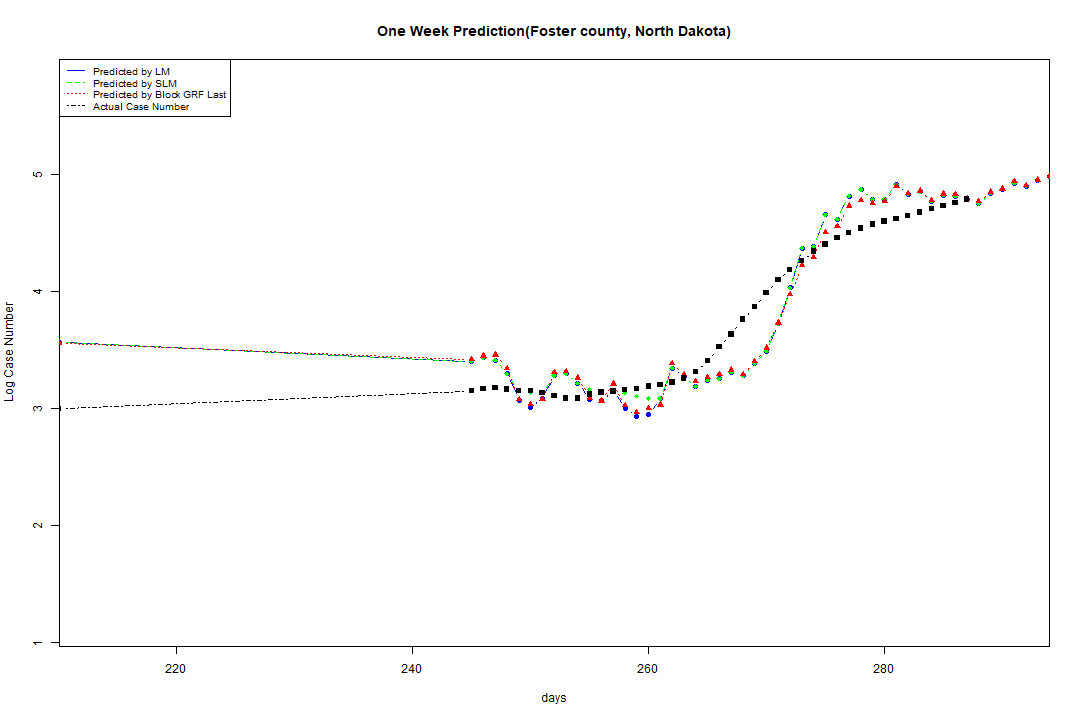 One Week Prediction(Foster county, North Dakota)
Predicted by LM
Predicted by SLM
Predicted by Block GRF Last
Actual Case Number
5
4
3
2
1
Log Case Number
220 240 260 280
days